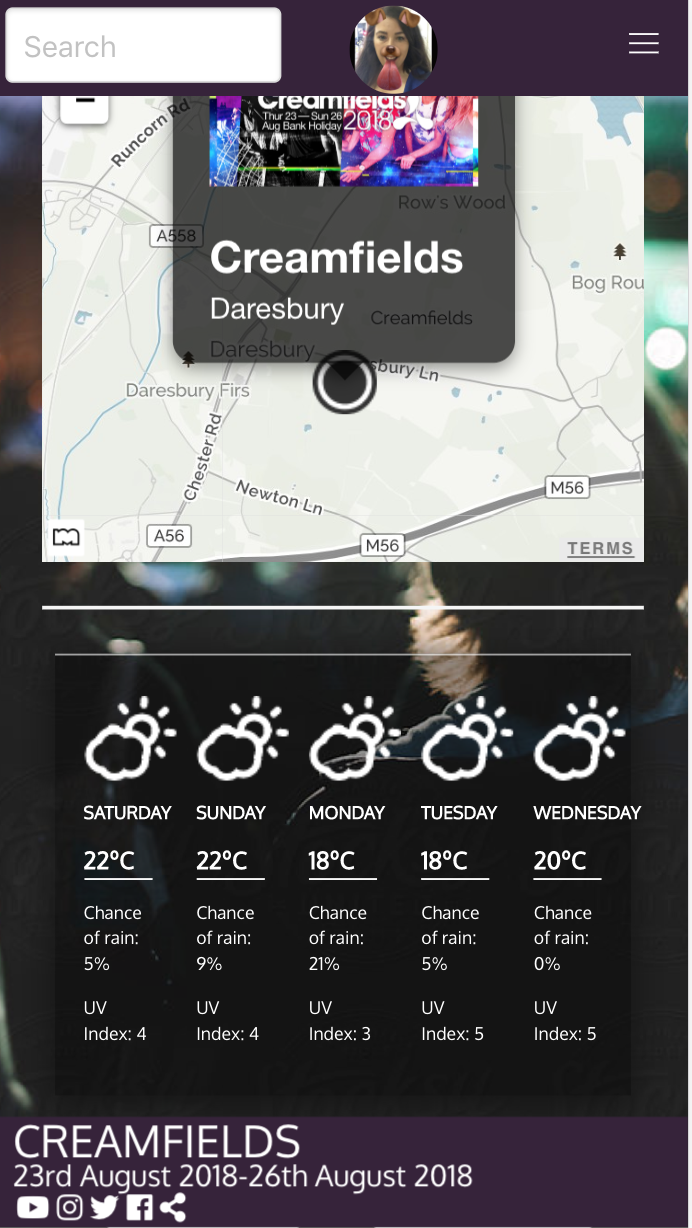 Search
Creamfields
Thur 23 — Sun 26
Aug Bank Holiday
2018
Runcorn Rd
Row's Wood
A558
Creamfields
Bog Rou
Daresbury
Creamfields
Daresbury
sbury Ln
Daresbury Firs
Chester Rd
Newton Ln
M56
A56
M56
TERMS
SATURDAY SUNDAY MONDAY TUESDAY WEDNESDAY
22°C 22°C 18°C 18°C 20°C
Chance Chance Chance Chance Chance
of rain: of rain: of rain: of rain: of rain:
5% 9% 21% 5% 0%
UV UV UV UV UV
Index: 4 Index: 4 Index: 3 Index: 5 Index: 5
CREAMFIELDS
23rd August 2018-26th August 2018